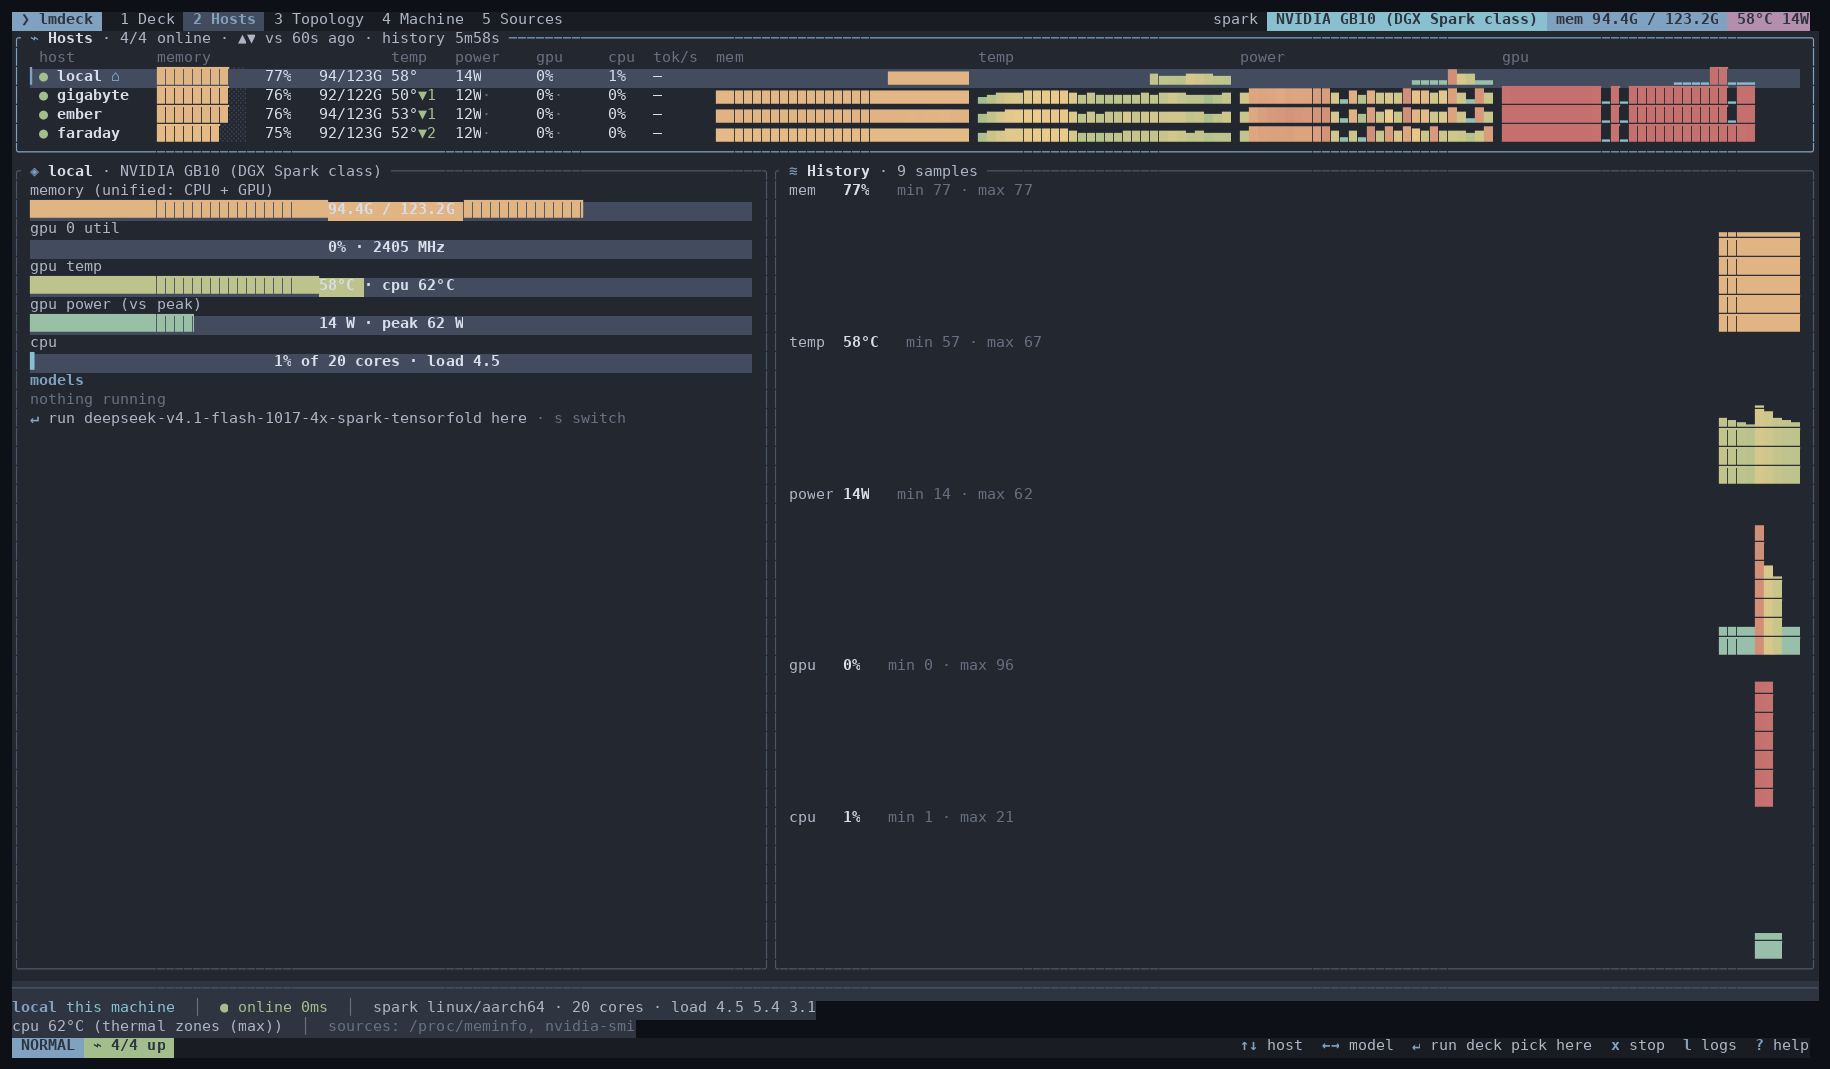 ❯ lmdeck  1 Deck  2 Hosts  3 Topology  4 Machine  5 Sources  spark  NVIDIA GB10 (DGX Spark class)  mem 94.4G / 123.2G  58°C 14W
⌁ Hosts · 4/4 online · ▲▼ vs 60s ago · history 5m58s
host  memory  temp  power  gpu  cpu  tok/s  mem  temp  power  gpu
● local ⌂  77%  94/123G 58°  14W  0%  1%  —
● gigabyte  76%  92/122G 50°▼1  12W·  0%·  0%  —
● ember  76%  94/123G 53°▼1  12W·  0%·  0%  —
● faraday  75%  92/123G 52°▼2  12W·  0%·  0%  —
◈ local · NVIDIA GB10 (DGX Spark class)
memory (unified: CPU + GPU)
94.4G / 123.2G
gpu 0 util
0% · 2405 MHz
gpu temp
58°C · cpu 62°C
gpu power (vs peak)
14 W · peak 62 W
cpu
1% of 20 cores · load 4.5
models
nothing running
↵ run deepseek-v4.1-flash-1017-4x-spark-tensorfold here · s switch
≋ History · 9 samples
mem  77%  min 77 · max 77
temp  58°C  min 57 · max 67
power 14W  min 14 · max 62
gpu  0%  min 0 · max 96
cpu  1%  min 1 · max 21
local this machine │ ● online 0ms │ spark linux/aarch64 · 20 cores · load 4.5 5.4 3.1
cpu 62°C (thermal zones (max)) │ sources: /proc/meminfo, nvidia-smi
NORMAL  ⌁ 4/4 up  ↑↓ host  ←→ model  ↵ run deck pick here  x stop  l logs  ? help